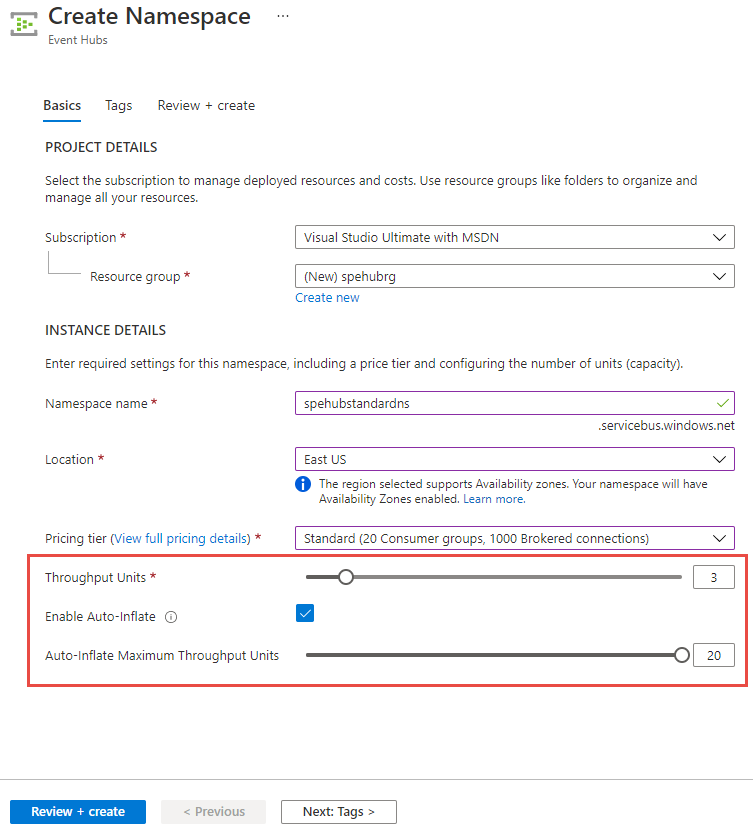 Create Namespace ...
Event Hubs
Basics Tags Review + create
PROJECT DETAILS
Select the subscription to manage deployed resources and costs. Use resource groups like folders to organize and
manage all your resources.
Subscription * Visual Studio Ultimate with MSDN
Resource group * (New) spehubrg
Create new
INSTANCE DETAILS
Enter required settings for this namespace, including a price tier and configuring the number of units (capacity).
Namespace name * spehubstandardns
.servicebus.windows.net
Location * East US
The region selected supports Availability zones. Your namespace will have
Availability Zones enabled. Learn more.
Pricing tier (View full pricing details) * Standard (20 Consumer groups, 1000 Brokered connections)
Throughput Units * 3
Enable Auto-Inflate
Auto-Inflate Maximum Throughput Units 20
Review + create < Previous Next: Tags >